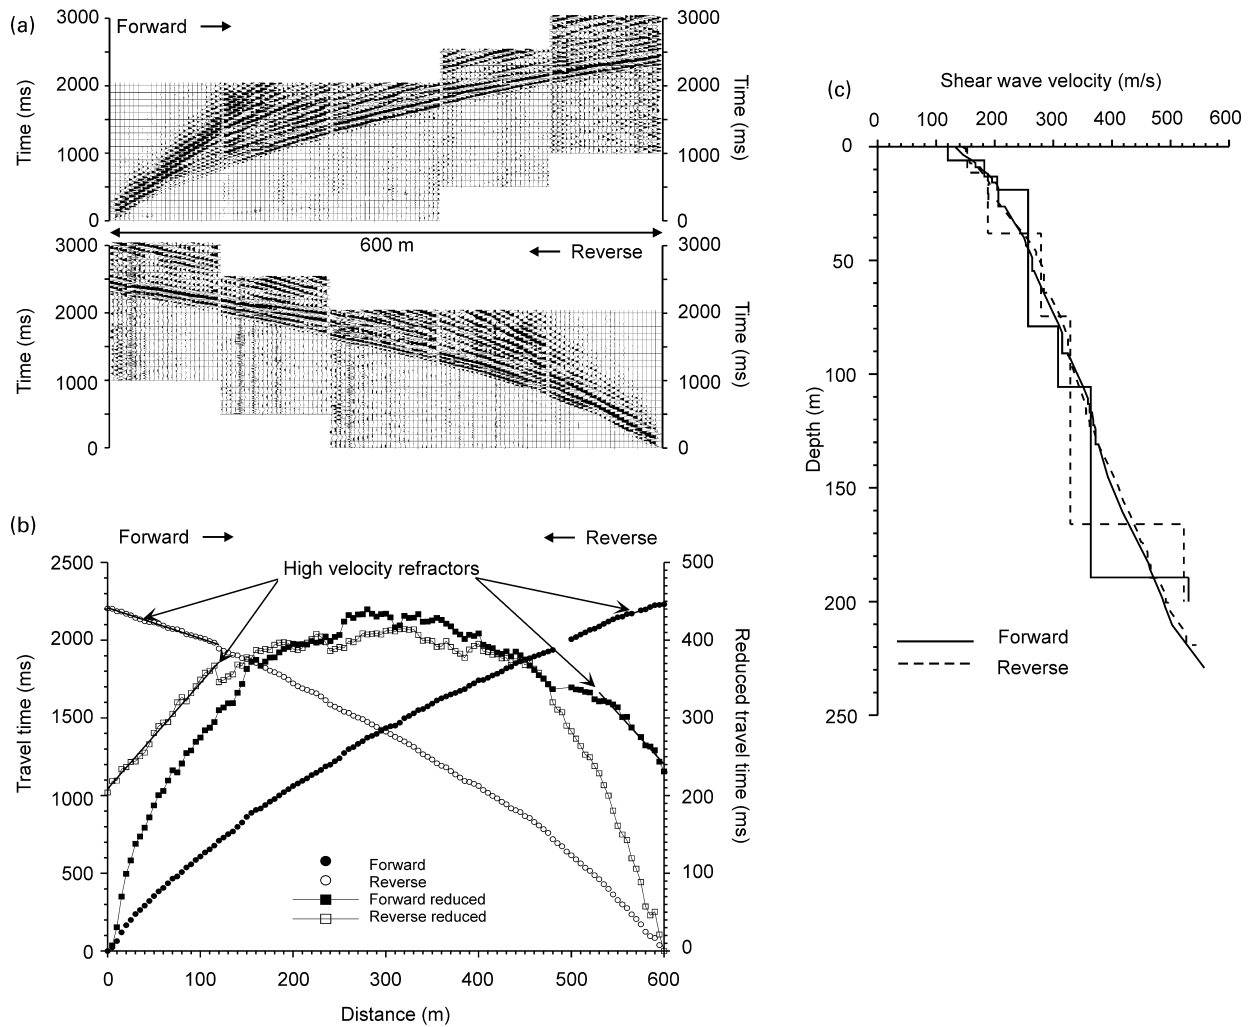 (a)
Forward
3000
2000
1000
0
Time (ms)
3000
2000
1000
0
Time (ms)
600 m
Reverse
3000
2000
1000
0
Time (ms)
3000
2000
1000
0
Time (ms)
(b)
Forward
Reverse
High velocity refractors
2500
2000
1500
1000
500
0
Travel time (ms)
500
400
300
200
100
0
Reduced travel time (ms)
Forward
Reverse
Forward reduced
Reverse reduced
0 100 200 300 400 500 600
Distance (m)
(c)
Shear wave velocity (m/s)
0 100 200 300 400 500 600
0
50
100
150
200
250
Depth (m)
Forward
Reverse